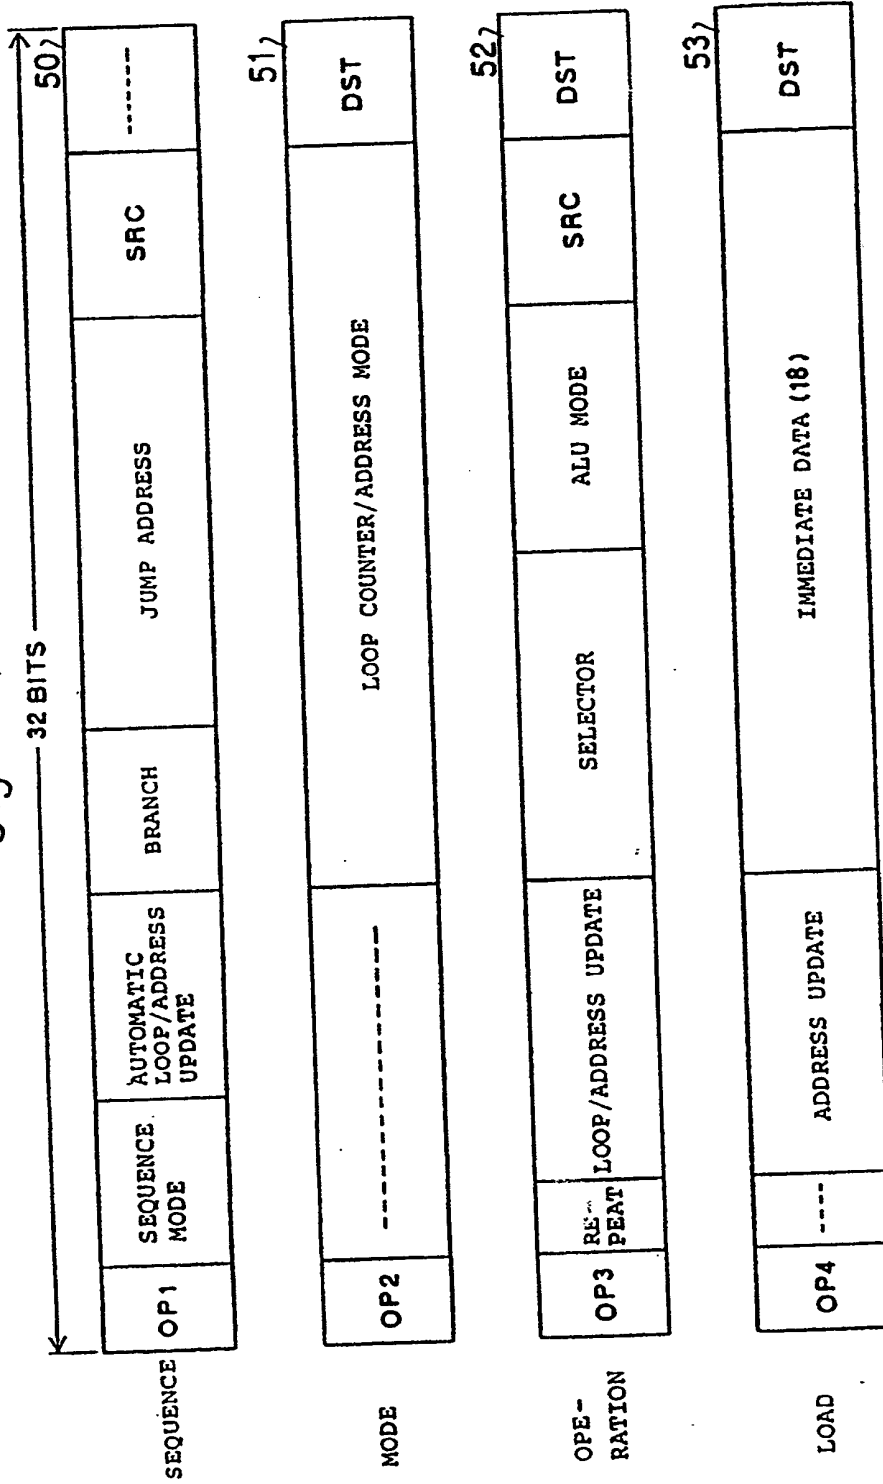 32 BITS
50
SEQUENCE
OP1
SEQUENCE
MODE
AUTOMATIC
LOOP/ADDRESS
UPDATE
BRANCH
JUMP ADDRESS
SRC
-------
51
MODE
OP2
----------------
LOOP COUNTER/ADDRESS MODE
DST
52
OPE-
RATION
OP3
RE-
PEAT
LOOP/ADDRESS UPDATE
SELECTOR
ALU MODE
SRC
DST
53
LOAD
OP4
----
ADDRESS UPDATE
IMMEDIATE DATA (18)
DST